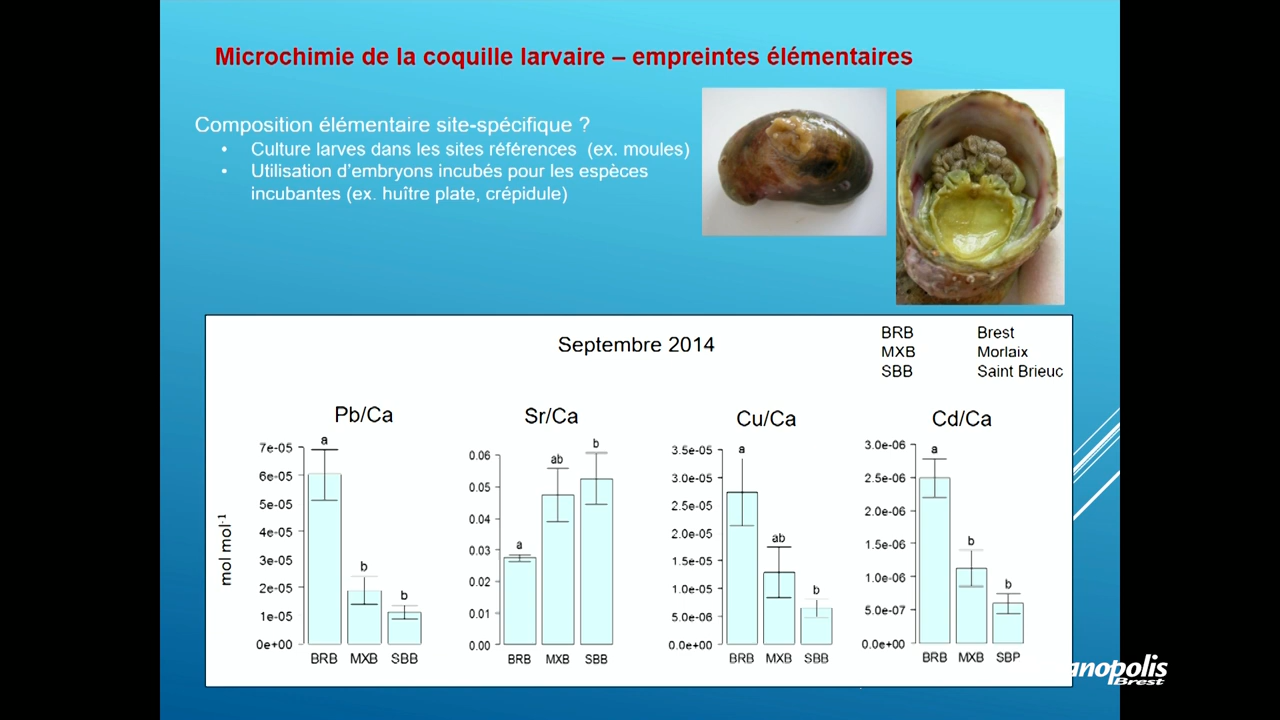 Microchimie de la coquille larvaire – empreintes élémentaires
Composition élémentaire site-spécifique ?
• Culture larves dans les sites références (ex. moules)
• Utilisation d'embryons incubés pour les espèces
incubantes (ex. huître plate, crépidule)
Septembre 2014
BRB Brest
MXB Morlaix
SBB Saint Brieuc
mol mol-1
Pb/Ca
7e-05
6e-05
5e-05
4e-05
3e-05
2e-05
1e-05
0e+00
a
b
b
BRB MXB SBB
Sr/Ca
0.06
0.05
0.04
0.03
0.02
0.01
0.00
a
ab
b
BRB MXB SBB
Cu/Ca
3.5e-05
3.0e-05
2.5e-05
2.0e-05
1.5e-05
1.0e-05
5.0e-06
0.0e+00
a
ab
b
BRB MXB SBB
Cd/Ca
3.0e-06
2.5e-06
2.0e-06
1.5e-06
1.0e-06
5.0e-07
0.0e+00
a
b
b
BRB MXB SBP
anopolis
Brest